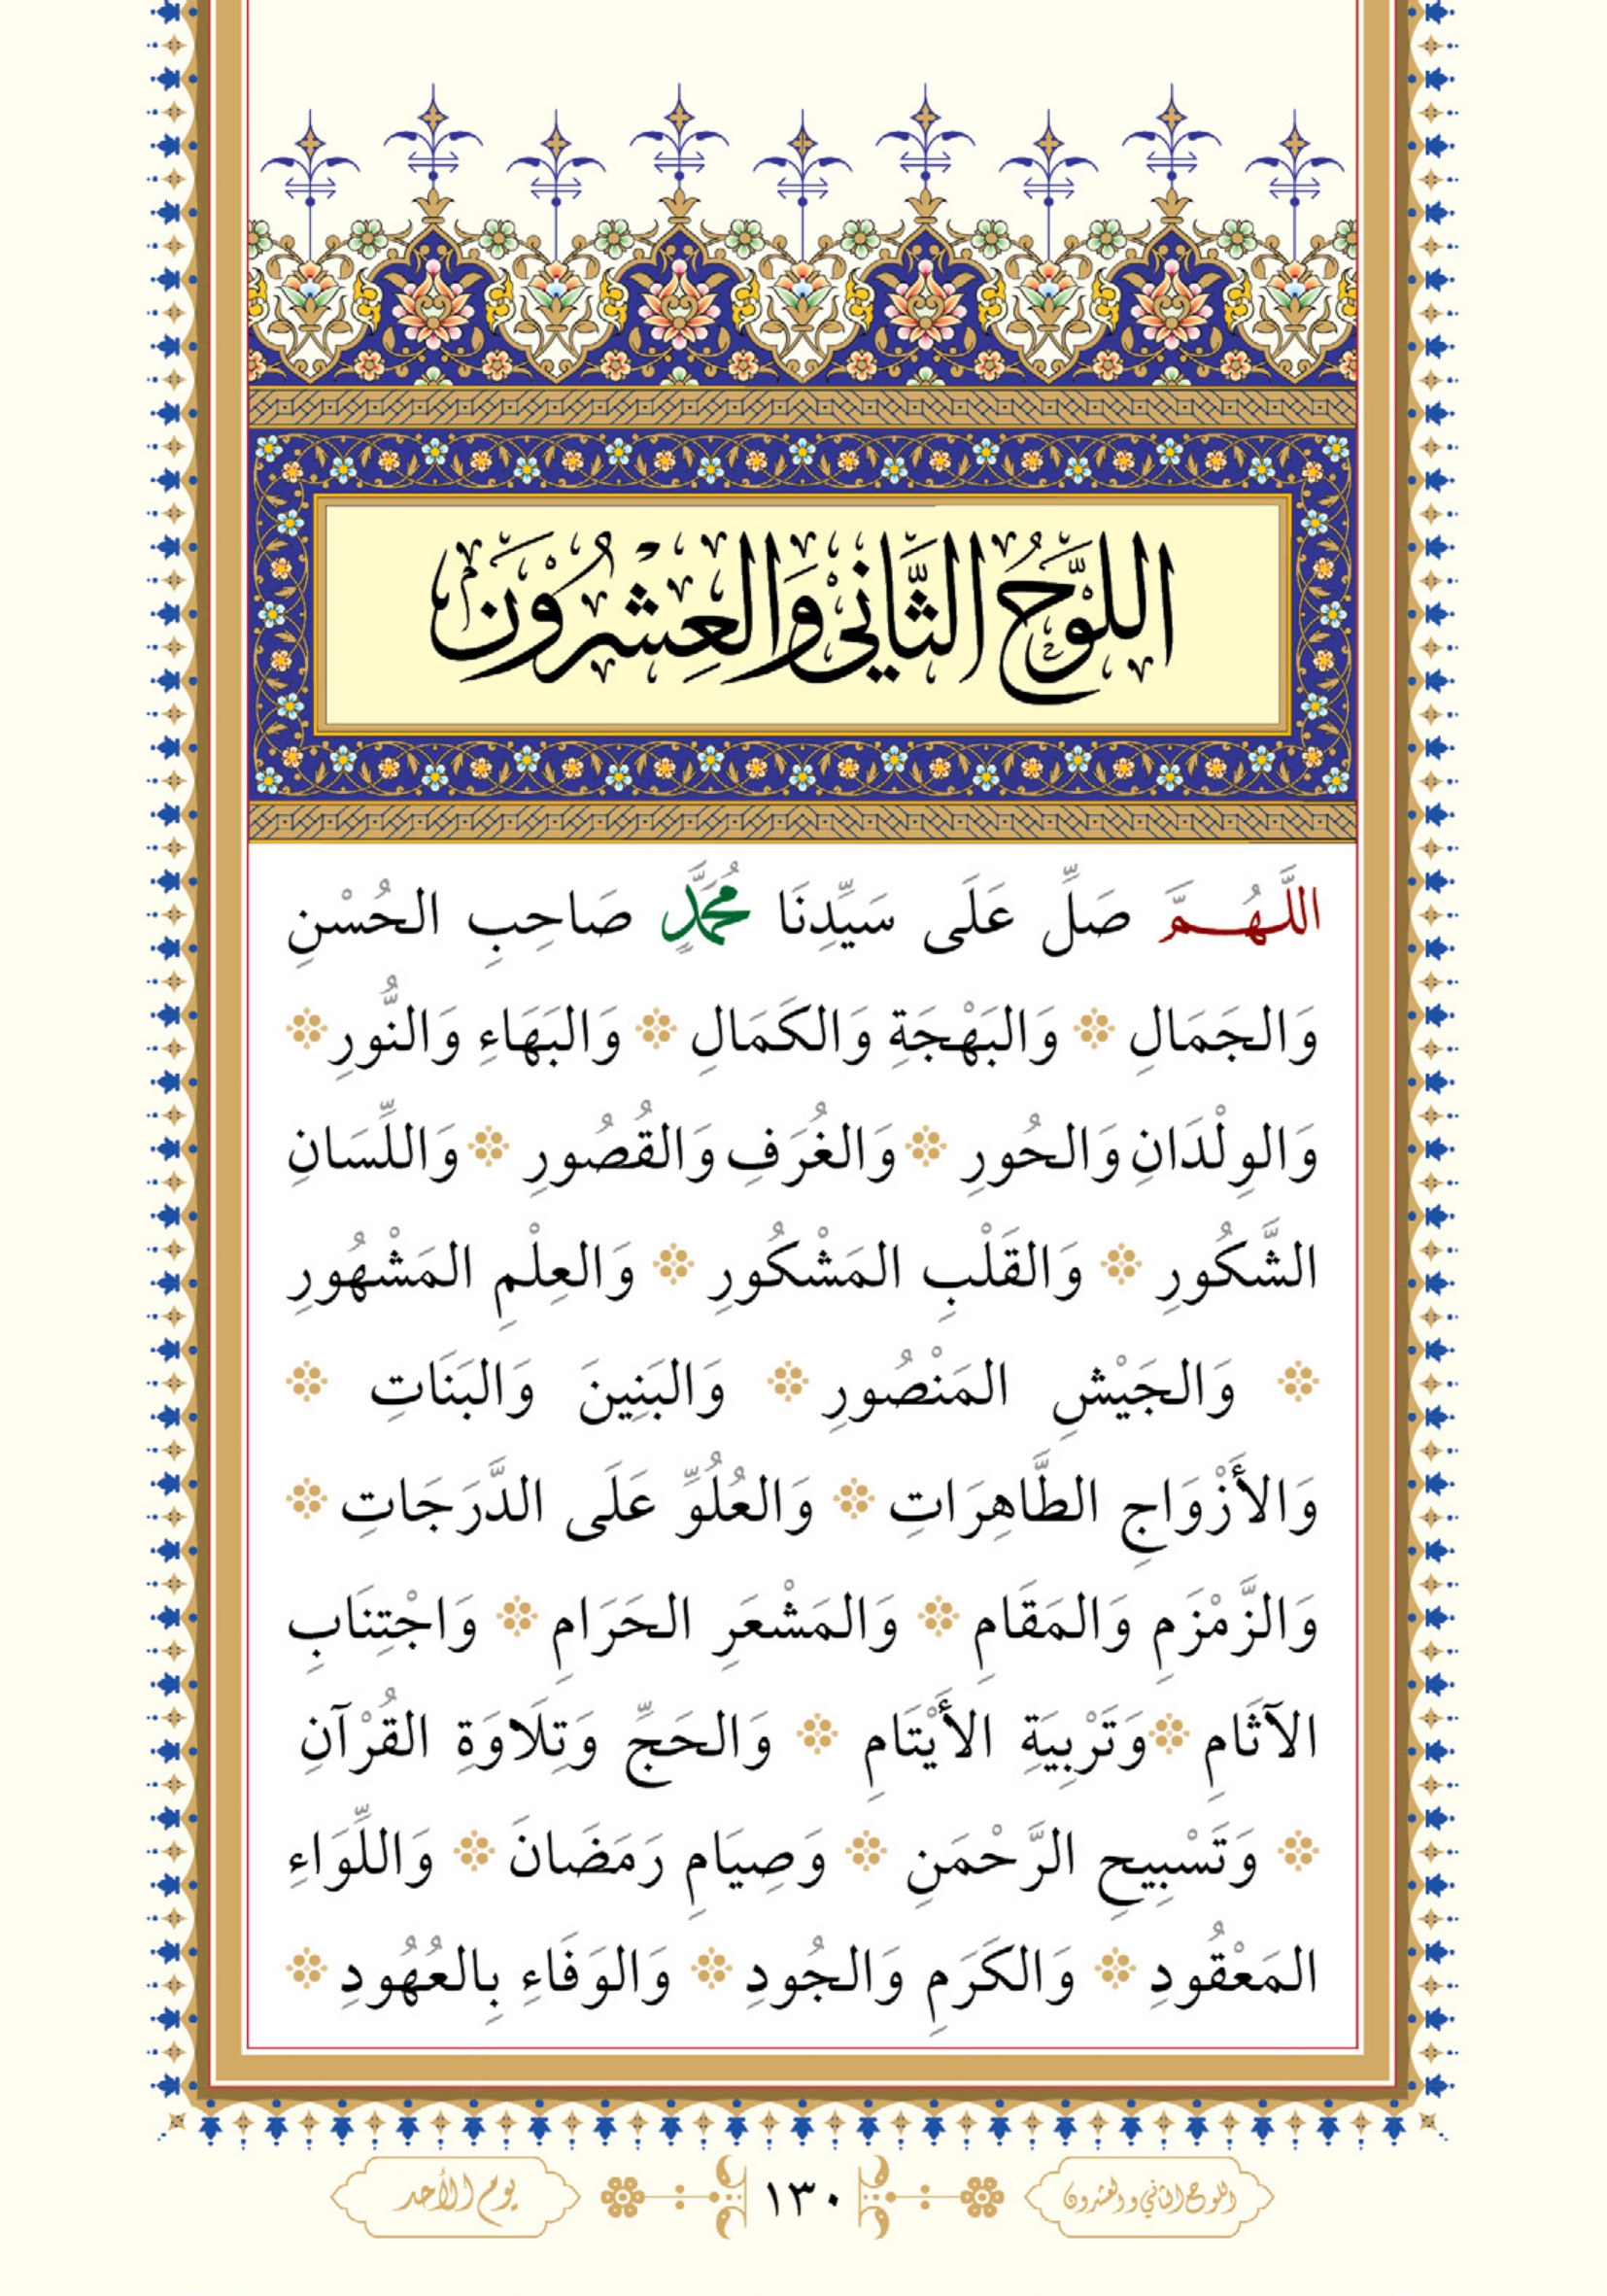 اللَّوْحُ الثَّانِي وَالْعِشْرُونَ
اللَّهُمَّ صَلِّ عَلَى سَيِّدِنَا مُحَمَّدٍ صَاحِبِ الحُسْنِ
وَالجَمَالِ ❊ وَالبَهْجَةِ وَالكَمَالِ ❊ وَالبَهَاءِ وَالنُّورِ ❊
وَالوِلْدَانِ وَالحُورِ ❊ وَالغُرَفِ وَالقُصُورِ ❊ وَاللِّسَانِ
الشَّكُورِ ❊ وَالقَلْبِ المَشْكُورِ ❊ وَالعِلْمِ المَشْهُورِ
❊ وَالجَيْشِ المَنْصُورِ ❊ وَالبَنِينَ وَالبَنَاتِ ❊
وَالأَزْوَاجِ الطَّاهِرَاتِ ❊ وَالعُلُوِّ عَلَى الدَّرَجَاتِ ❊
وَالزَّمْزَمِ وَالمَقَامِ ❊ وَالمَشْعَرِ الحَرَامِ ❊ وَاجْتِنَابِ
الآثَامِ ❊ وَتَرْبِيَةِ الأَيْتَامِ ❊ وَالحَجِّ وَتِلَاوَةِ القُرْآنِ
❊ وَتَسْبِيحِ الرَّحْمَنِ ❊ وَصِيَامِ رَمَضَانَ ❊ وَاللِّوَاءِ
المَعْقُودِ ❊ وَالكَرَمِ وَالجُودِ ❊ وَالوَفَاءِ بِالعُهُودِ ❊
اللوح الثاني والعشرون ١٣٠ يوم الأحد